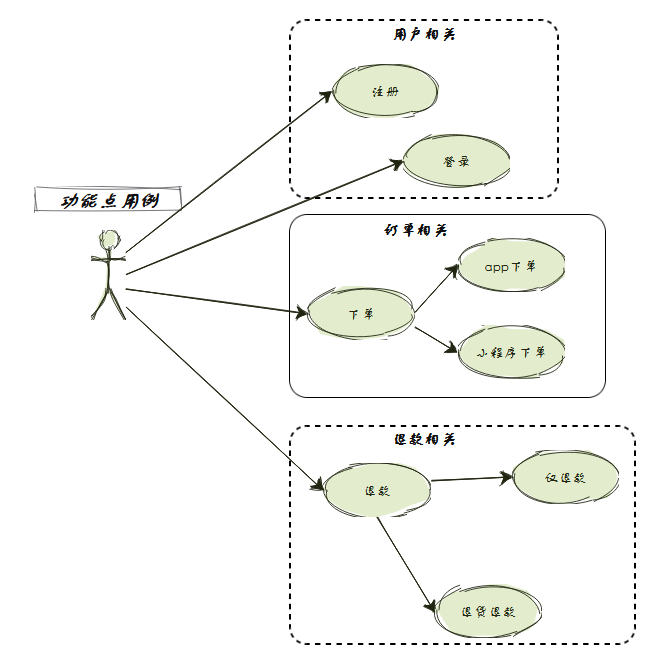 用户相关
注册
登录
功能点用例
订单相关
app下单
下单
小程序下单
退款相关
仅退款
退款
退货退款